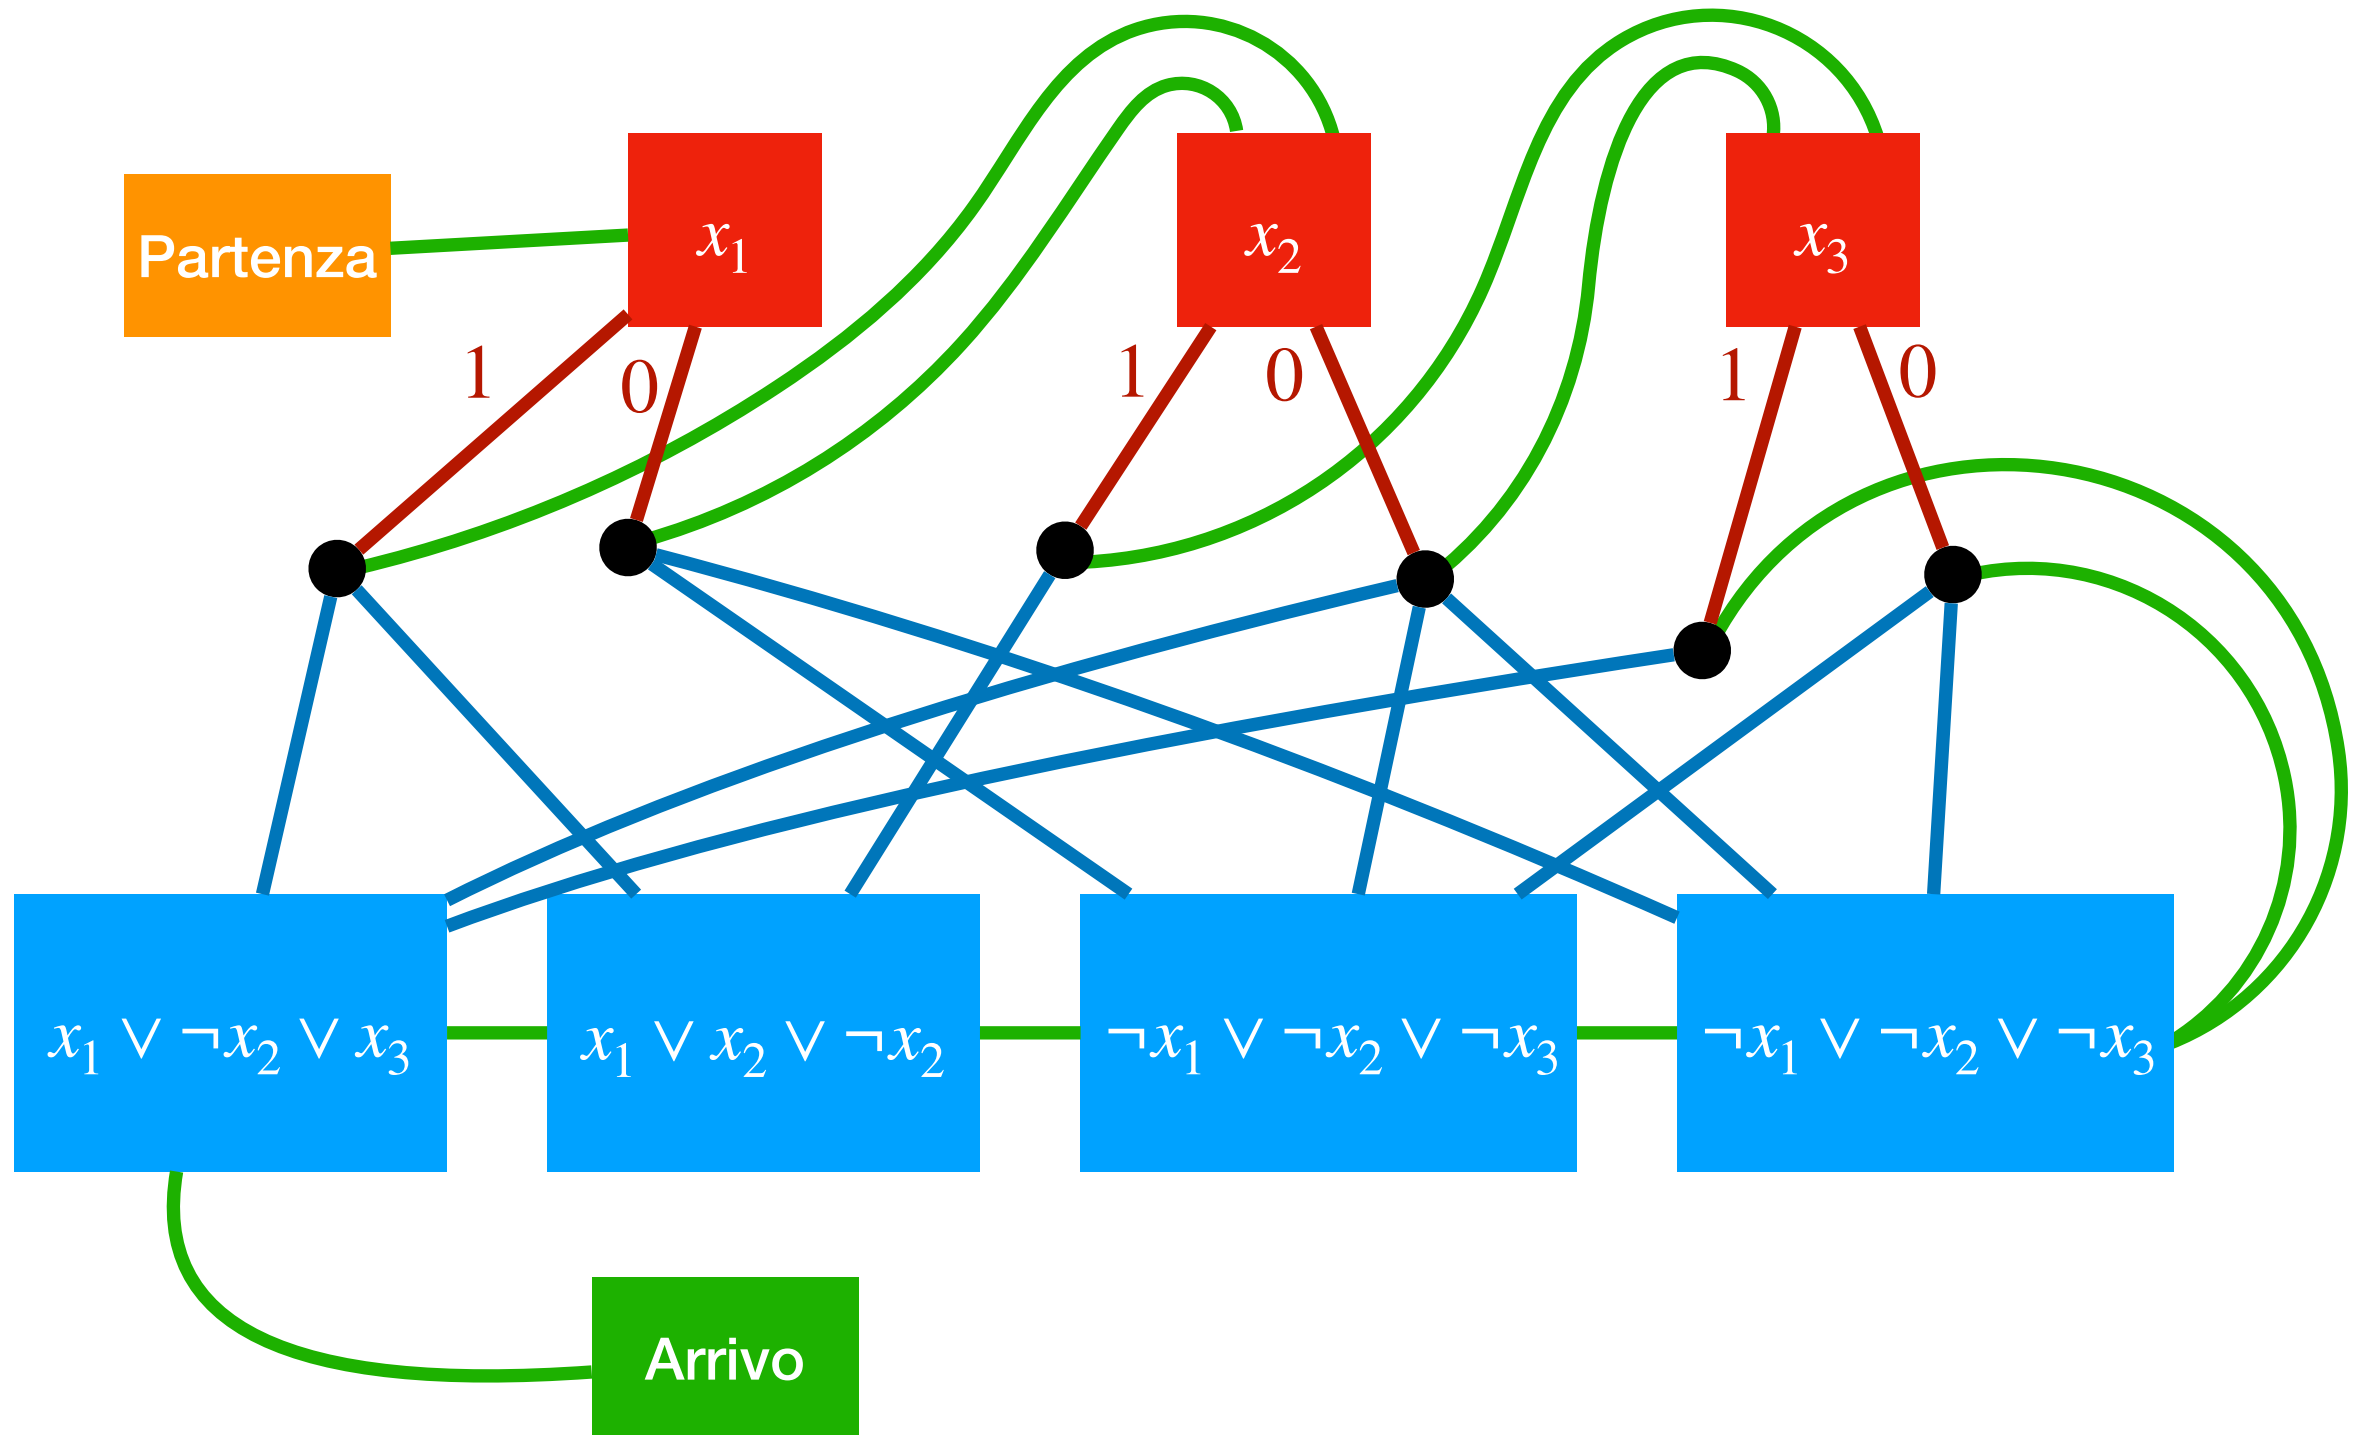 Partenza
x₁
x₂
x₃
1
0
1
0
1
0
x₁ ∨ ¬x₂ ∨ x₃
x₁ ∨ x₂ ∨ ¬x₂
¬x₁ ∨ ¬x₂ ∨ ¬x₃
¬x₁ ∨ ¬x₂ ∨ ¬x₃
Arrivo